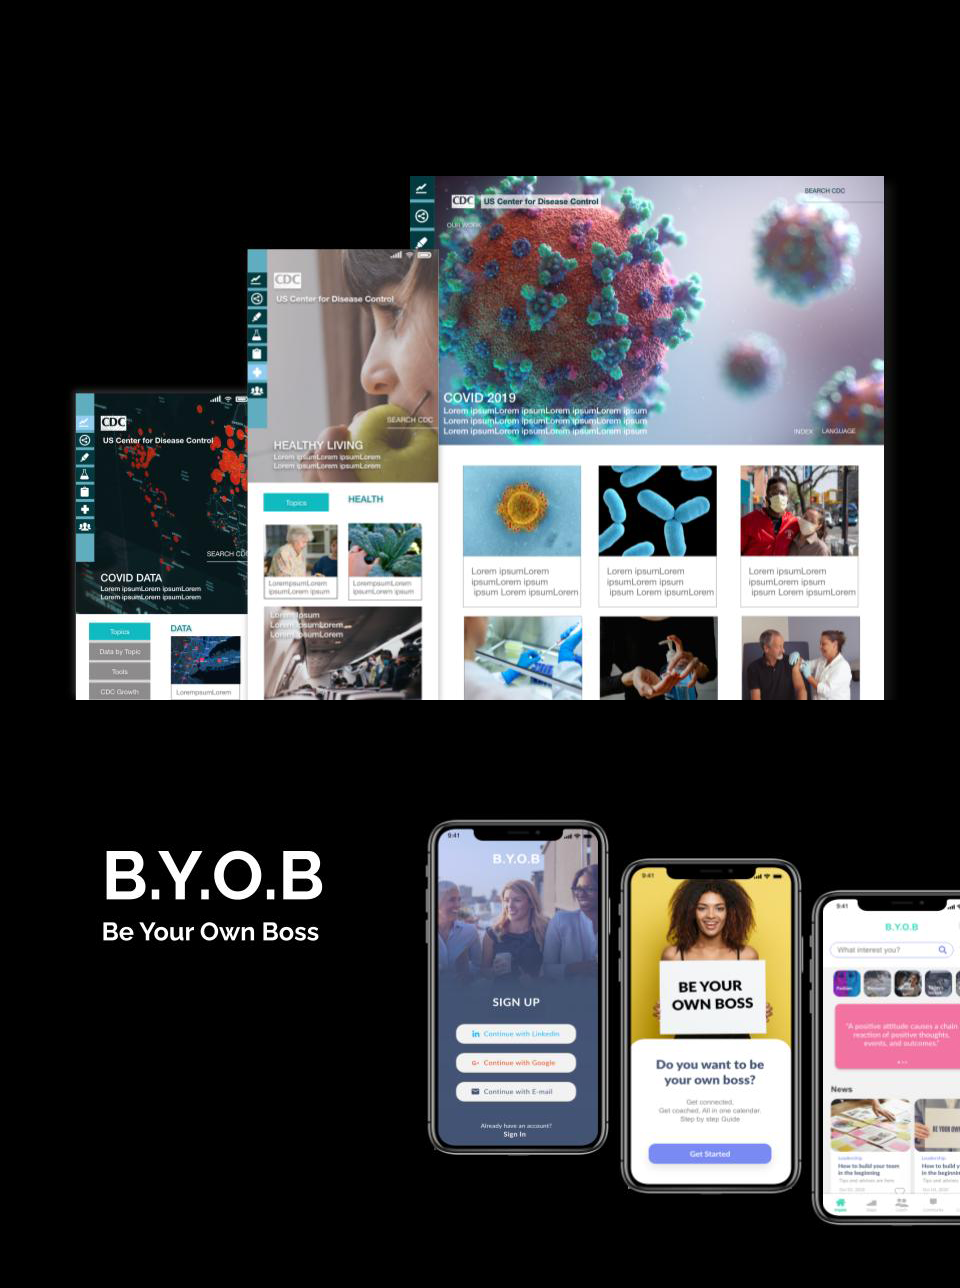 SEARCH CDC
CDC US Center for Disease Control
OUR WORK
COVID 2019
Lorem ipsumLorem ipsumLorem ipsumLorem ipsum
Lorem ipsumLorem ipsumLorem ipsumLorem ipsum
Lorem ipsumLorem ipsumLorem ipsumLorem ipsum
INDEX LANGUAGE
Lorem ipsumLorem
ipsumLorem ipsum
ipsumLorem ipsumLorem
Lorem ipsumLorem
ipsumLorem ipsum
ipsumLorem ipsumLorem
Lorem ipsumLorem
ipsumLorem ipsum
ipsumLorem ipsumLorem
CDC
US Center for Disease Control
SEARCH CDC
HEALTHY LIVING
Lorem ipsumLorem ipsumLorem
Lorem ipsumLorem ipsumLorem
Topics
HEALTH
LorempsumLorem
ipsumLorem ipsum
LorempsumLorem
ipsumLorem ipsum
Lorem Ipsum
Lorem ipsumLorem
Lorem ipsumLorem
CDC
US Center for Disease Control
SEARCH CDC
COVID DATA
Lorem ipsumLorem ipsumLorem
Lorem ipsumLorem ipsumLorem
Topics
DATA
Data by Topic
Tools
CDC Growth
LorempsumLorem
B.Y.O.B
Be Your Own Boss
9:41
B.Y.O.B
SIGN UP
in Continue with Linkedin
G+ Continue with Google
Continue with E-mail
Already have an account?
Sign In
9:41
BE YOUR
OWN BOSS
Do you want to be
your own boss?
Get connected.
Get coached. All in one calendar.
Step by step Guide
Get Started
9:41
B.Y.O.B
What interest you?
Fashion
"A positive attitude causes a chain
reaction of positive thoughts,
events, and outcomes."
News
BE YOUR OWN
Leadership
How to build your team
in the beginning
Tips and advises are here
Leadership
How to build y
in the beginnin
Tips and advises